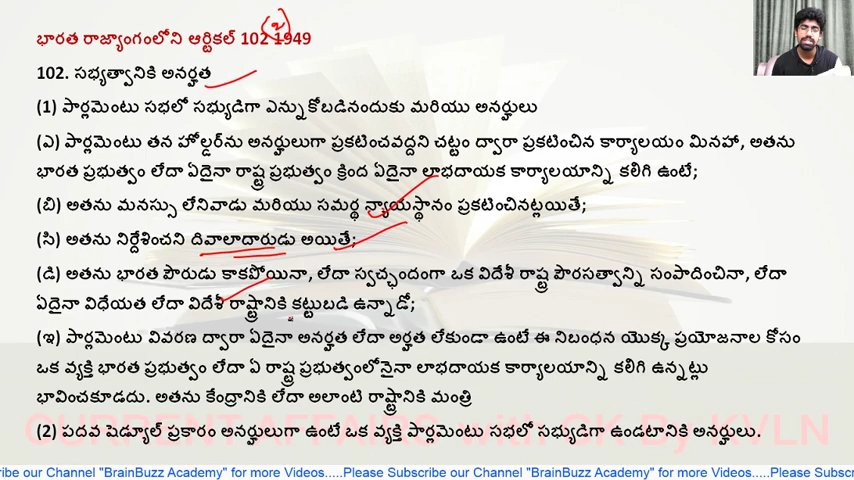 భారత రాజ్యాంగంలోని ఆర్టికల్ 102 1949
(2)
102. సభ్యత్వానికి అనర్హత
(1) పార్లమెంటు సభలో సభ్యుడిగా ఎన్నుకోబడినందుకు మరియు అనర్హులు
(ఎ) పార్లమెంటు తన హోల్డర్‌ను అనర్హులుగా ప్రకటించవద్దని చట్టం ద్వారా ప్రకటించిన కార్యాలయం మినహా, అతను
భారత ప్రభుత్వం లేదా ఏదైనా రాష్ట్ర ప్రభుత్వం క్రింద ఏదైనా లాభదాయక కార్యాలయాన్ని కలిగి ఉంటే;
(బి) అతను మనస్సు లేనివాడు మరియు సమర్థ న్యాయస్థానం ప్రకటించినట్లయితే;
(సి) అతను నిర్దేశించని దివాలాదారుడు అయితే;
(డి) అతను భారత పౌరుడు కాకపోయినా, లేదా స్వచ్ఛందంగా ఒక విదేశీ రాష్ట్ర పౌరసత్వాన్ని సంపాదించినా, లేదా
ఏదైనా విధేయత లేదా విదేశీ రాష్ట్రానికి కట్టుబడి ఉన్నాడో;
(ఇ) పార్లమెంటు వివరణ ద్వారా ఏదైనా అనర్హత లేదా అర్హత లేకుండా ఉంటే ఈ నిబంధన యొక్క ప్రయోజనాల కోసం
ఒక వ్యక్తి భారత ప్రభుత్వం లేదా ఏ రాష్ట్ర ప్రభుత్వంలోనైనా లాభదాయక కార్యాలయాన్ని కలిగి ఉన్నట్లు
భావించకూడదు. అతను కేంద్రానికి లేదా అలాంటి రాష్ట్రానికి మంత్రి
CURRENT AFFAIRS with GK By KVLN
(2) పదవ షెడ్యూల్ ప్రకారం అనర్హులుగా ఉంటే ఒక వ్యక్తి పార్లమెంటు సభలో సభ్యుడిగా ఉండటానికి అనర్హులు.
ribe our Channel "BrainBuzz Academy" for more Videos.....Please Subscribe our Channel "BrainBuzz Academy" for more Videos.....Please Subscr